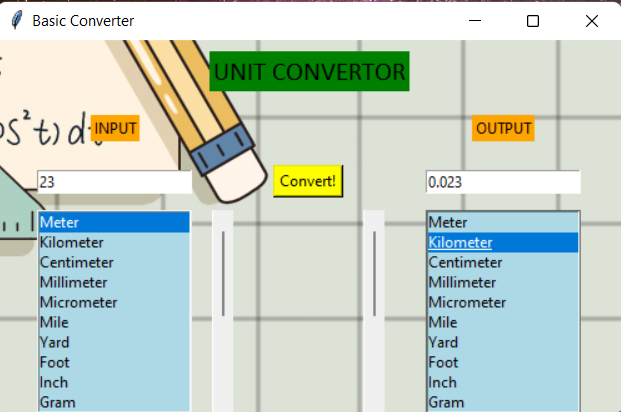 Basic Converter
UNIT CONVERTOR
INPUT
OUTPUT
23
Convert!
0.023
Meter
Kilometer
Centimeter
Millimeter
Micrometer
Mile
Yard
Foot
Inch
Gram
Meter
Kilometer
Centimeter
Millimeter
Micrometer
Mile
Yard
Foot
Inch
Gram